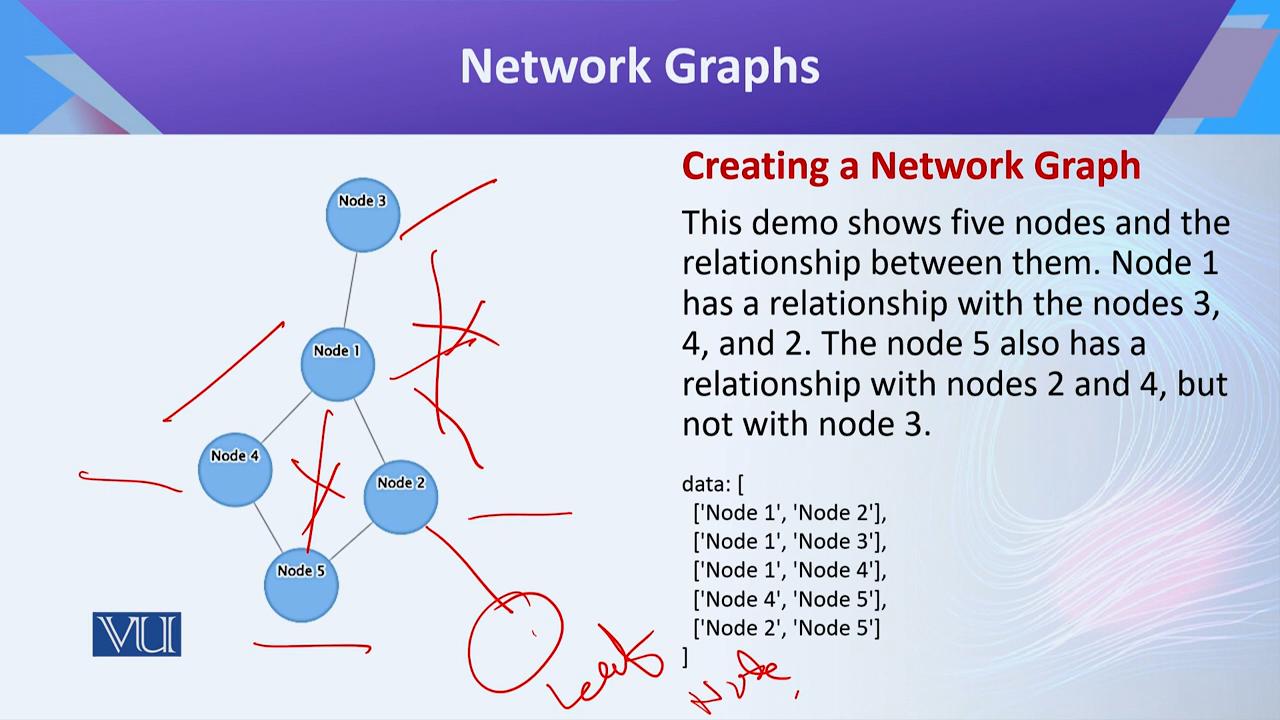 Network Graphs
Node 3
Node 1
Node 4
Node 2
Node 5
VU
Creating a Network Graph
This demo shows five nodes and the
relationship between them. Node 1
has a relationship with the nodes 3,
4, and 2. The node 5 also has a
relationship with nodes 2 and 4, but
not with node 3.
data: [
['Node 1', 'Node 2'],
['Node 1', 'Node 3'],
['Node 1', 'Node 4'],
['Node 4', 'Node 5'],
['Node 2', 'Node 5']
]
Node